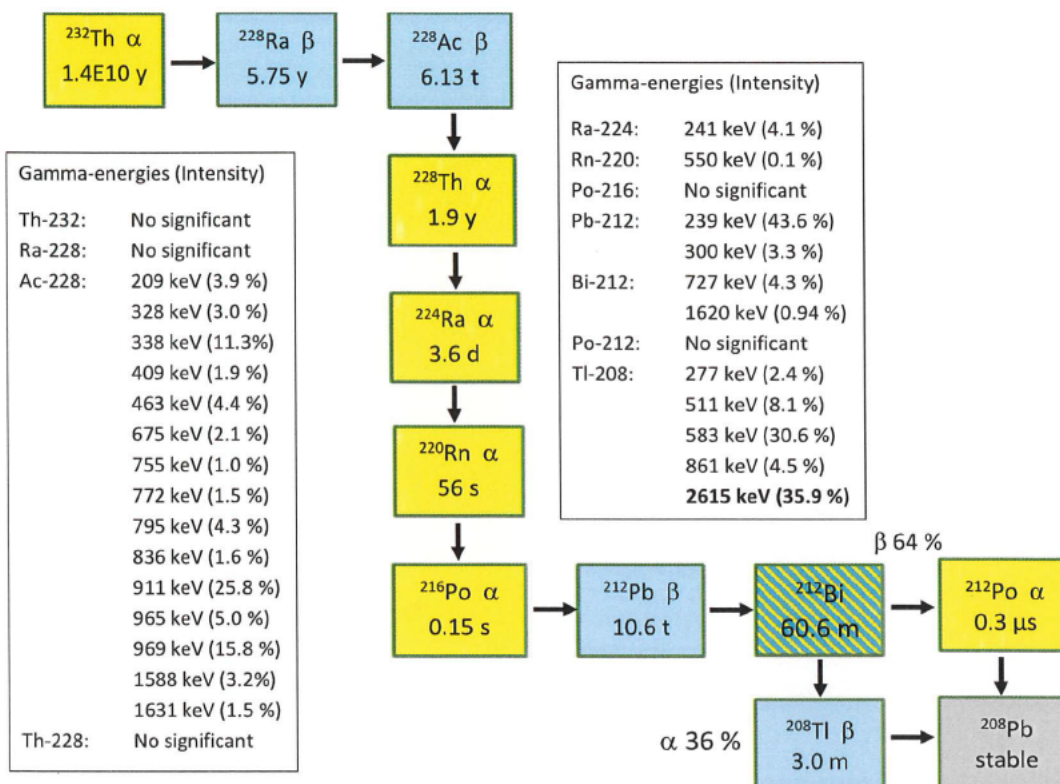 ²³²Th α
1.4E10 y
²²⁸Ra β
5.75 y
²²⁸Ac β
6.13 t
Gamma-energies (Intensity)
Th-232: No significant
Ra-228: No significant
Ac-228: 209 keV (3.9 %)
328 keV (3.0 %)
338 keV (11.3%)
409 keV (1.9 %)
463 keV (4.4 %)
675 keV (2.1 %)
755 keV (1.0 %)
772 keV (1.5 %)
795 keV (4.3 %)
836 keV (1.6 %)
911 keV (25.8 %)
965 keV (5.0 %)
969 keV (15.8 %)
1588 keV (3.2%)
1631 keV (1.5 %)
Th-228: No significant
²²⁸Th α
1.9 y
²²⁴Ra α
3.6 d
²²⁰Rn α
56 s
Gamma-energies (Intensity)
Ra-224: 241 keV (4.1 %)
Rn-220: 550 keV (0.1 %)
Po-216: No significant
Pb-212: 239 keV (43.6 %)
300 keV (3.3 %)
Bi-212: 727 keV (4.3 %)
1620 keV (0.94 %)
Po-212: No significant
Tl-208: 277 keV (2.4 %)
511 keV (8.1 %)
583 keV (30.6 %)
861 keV (4.5 %)
2615 keV (35.9 %)
²¹⁶Po α
0.15 s
²¹²Pb β
10.6 t
²¹²Bi
60.6 m
β 64 %
²¹²Po α
0.3 μs
α 36 %
²⁰⁸Tl β
3.0 m
²⁰⁸Pb
stable